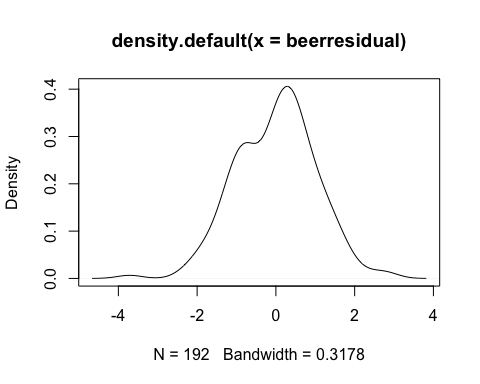 density.default(x = beerresidual)
Density
0.4
0.3
0.2
0.1
0.0
-4 -2 0 2 4
N = 192 Bandwidth = 0.3178